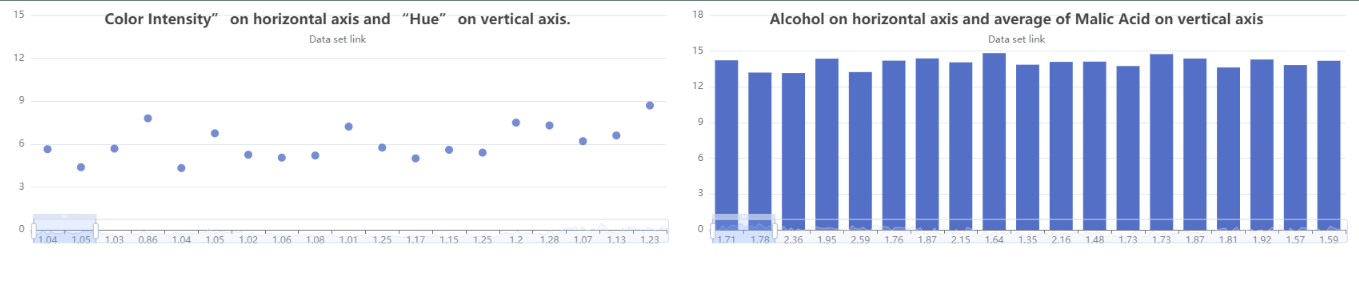 Color Intensity” on horizontal axis and “Hue” on vertical axis.
Data set link
15
12
9
6
3
0
1.04 1.05 1.03 0.86 1.04 1.05 1.02 1.06 1.08 1.01 1.25 1.17 1.15 1.25 1.2 1.28 1.07 1.13 1.23
Alcohol on horizontal axis and average of Malic Acid on vertical axis
Data set link
18
15
12
9
6
3
0
1.71 1.78 2.36 1.95 2.59 1.76 1.87 2.15 1.64 1.35 2.16 1.48 1.73 1.73 1.87 1.81 1.92 1.57 1.59